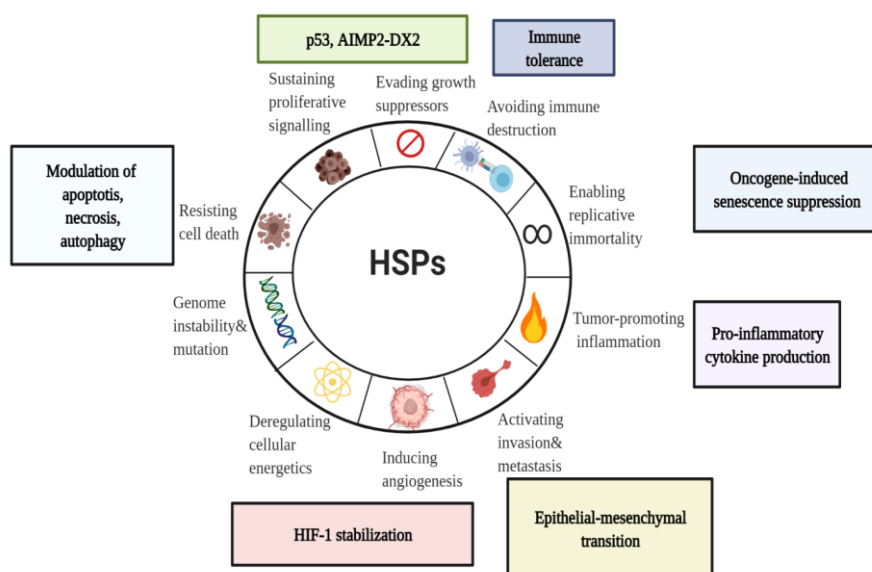 p53, AIMP2-DX2
Immune
tolerance
Sustaining
proliferative
signalling
Evading growth
suppressors
Avoiding immune
destruction
Modulation of
apoptotis,
necrosis,
autophagy
Resisting
cell death
Enabling
replicative
immortality
Oncogene-induced
senescence suppression
HSPs
∞
Genome
instability&
mutation
Tumor-promoting
inflammation
Pro-inflammatory
cytokine production
Deregulating
cellular
energetics
Inducing
angiogenesis
Activating
invasion&
metastasis
HIF-1 stabilization
Epithelial-mesenchymal
transition